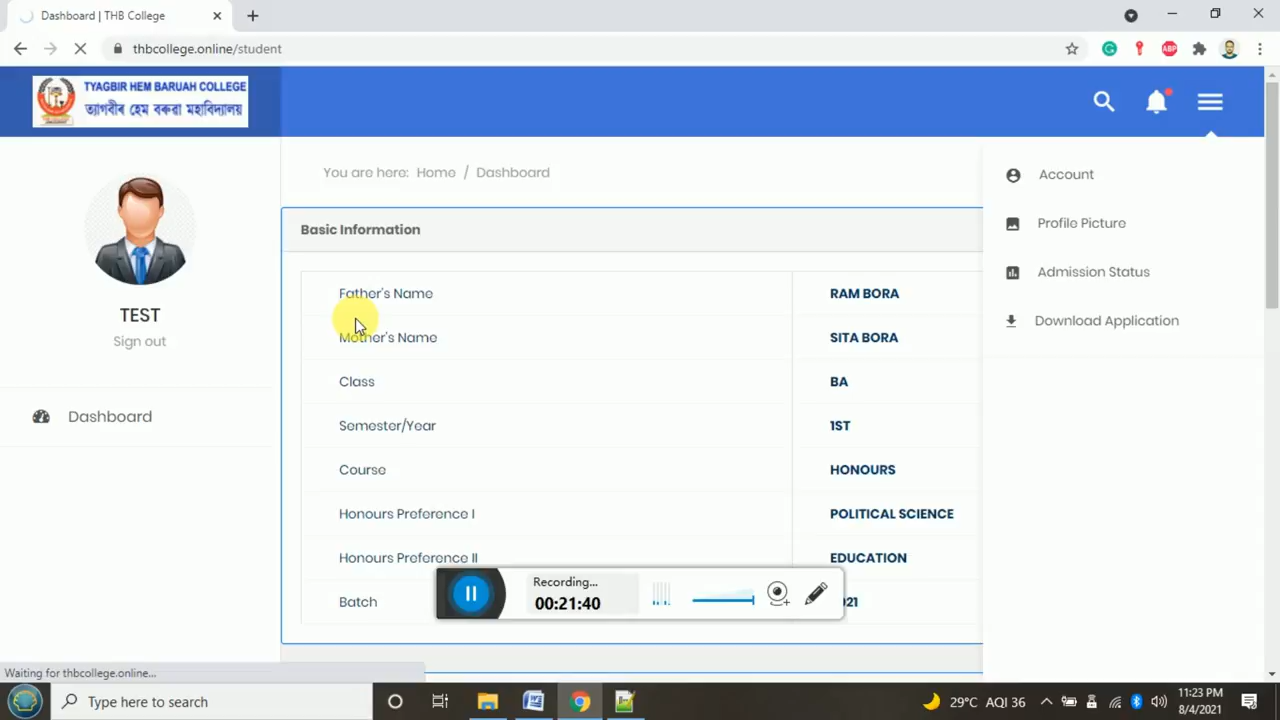 Dashboard | THB College
thbcollege.online/student
ABP
TYAGBIR HEM BARUAH COLLEGE
ত্যাগবীৰ হেম বৰুৱা মহাবিদ্যালয়
You are here: Home / Dashboard
Account
Profile Picture
Admission Status
Download Application
TEST
Sign out
Dashboard
Basic Information
Father's Name RAM BORA
Mother's Name SITA BORA
Class BA
Semester/Year 1ST
Course HONOURS
Honours Preference I POLITICAL SCIENCE
Honours Preference II EDUCATION
Batch 021
Recording...
00:21:40
Waiting for thbcollege.online...
Type here to search
29°C AQI 36
11:23 PM
8/4/2021